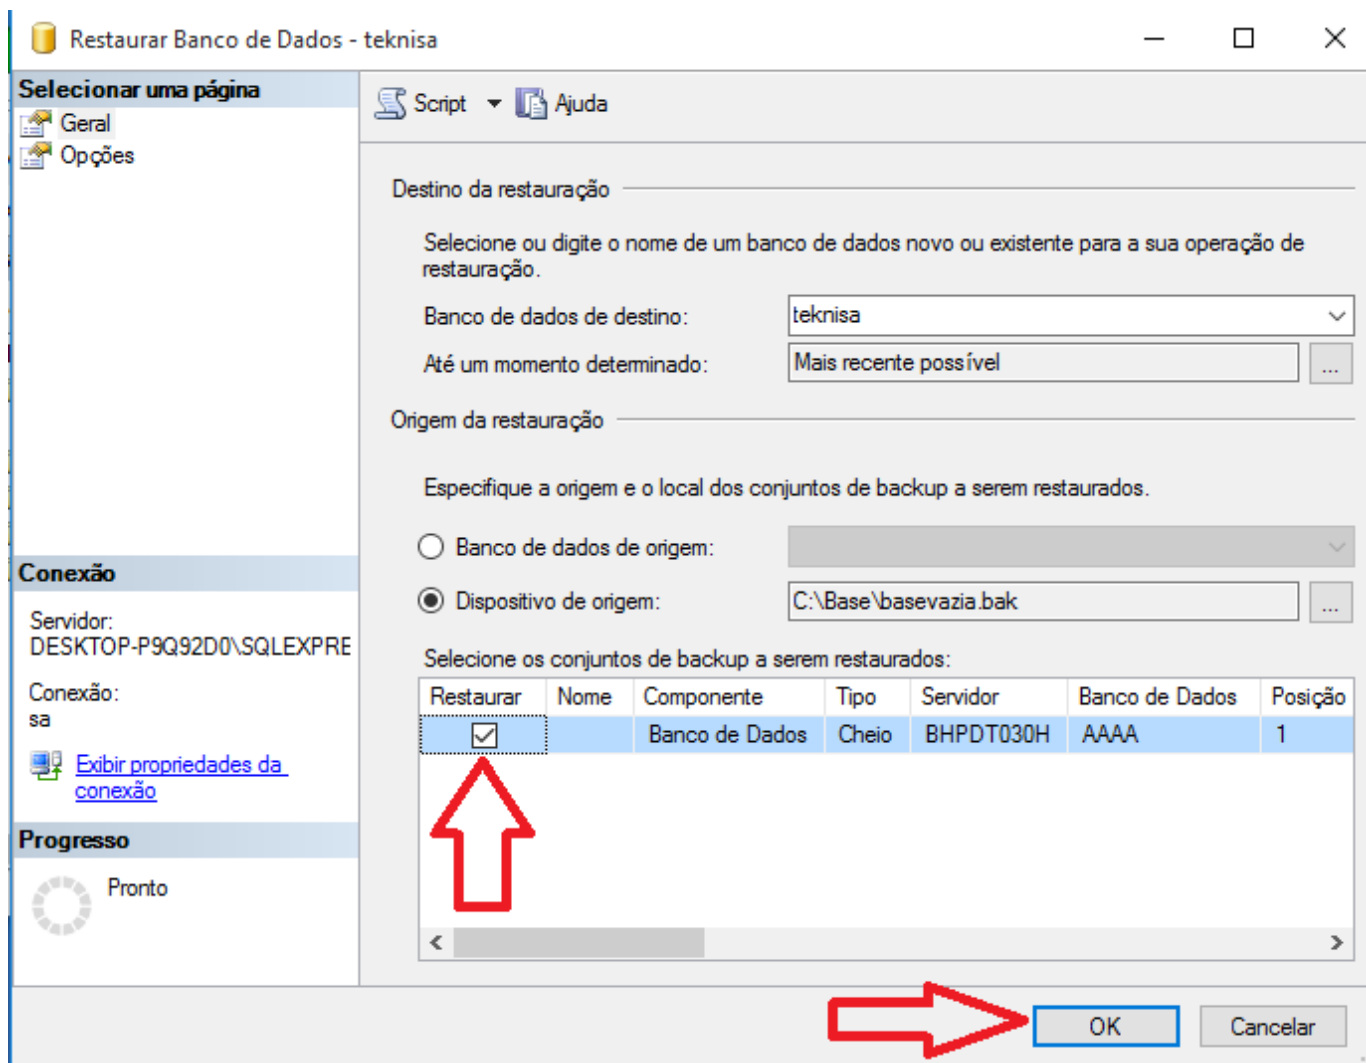 Restaurar Banco de Dados - teknisa
Selecionar uma página
Geral
Opções
Script
Ajuda
Destino da restauração
Selecione ou digite o nome de um banco de dados novo ou existente para a sua operação de
restauração.
Banco de dados de destino:
teknisa
Até um momento determinado:
Mais recente possível
...
Origem da restauração
Especifique a origem e o local dos conjuntos de backup a serem restaurados.
Banco de dados de origem:
Dispositivo de origem:
C:\Base\basevazia.bak
...
Selecione os conjuntos de backup a serem restaurados:
Restaurar Nome Componente Tipo Servidor Banco de Dados Posição
Banco de Dados Cheio BHPDT030H AAAA 1
Conexão
Servidor:
DESKTOP-P9Q92D0\SQLEXPRE
Conexão:
sa
Exibir propriedades da
conexão
Progresso
Pronto
OK
Cancelar